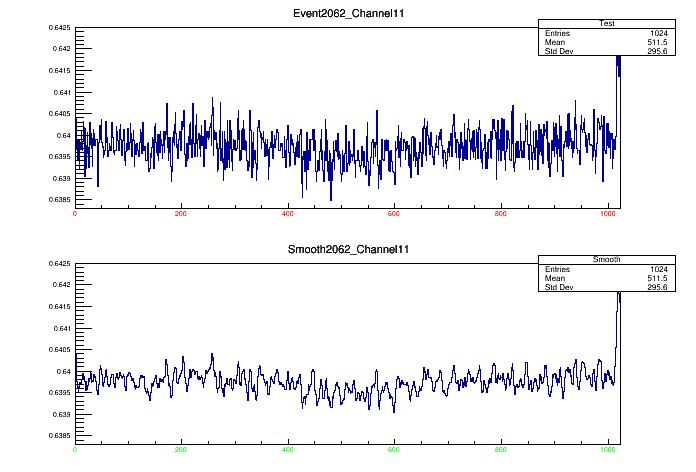 Event2062_Channel11
Test
Entries 1024
Mean 511.5
Std Dev 295.6
0.6425
0.642
0.6415
0.641
0.6405
0.64
0.6395
0.639
0.6385
0 200 400 600 800 1000
Smooth2062_Channel11
Smooth
Entries 1024
Mean 511.5
Std Dev 295.6
0.6425
0.642
0.6415
0.641
0.6405
0.64
0.6395
0.639
0.6385
0 200 400 600 800 1000